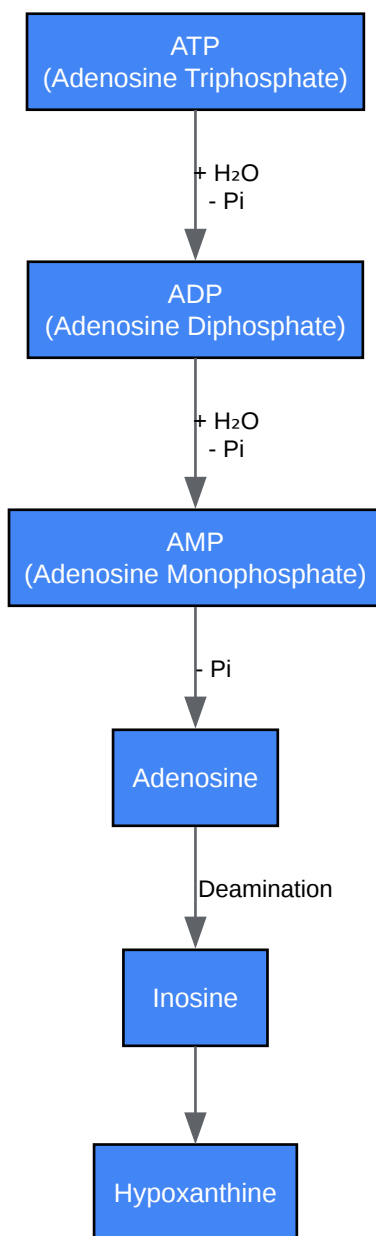 ATP
(Adenosine Triphosphate)
+ H₂O
- Pi
ADP
(Adenosine Diphosphate)
+ H₂O
- Pi
AMP
(Adenosine Monophosphate)
- Pi
Adenosine
Deamination
Inosine
Hypoxanthine